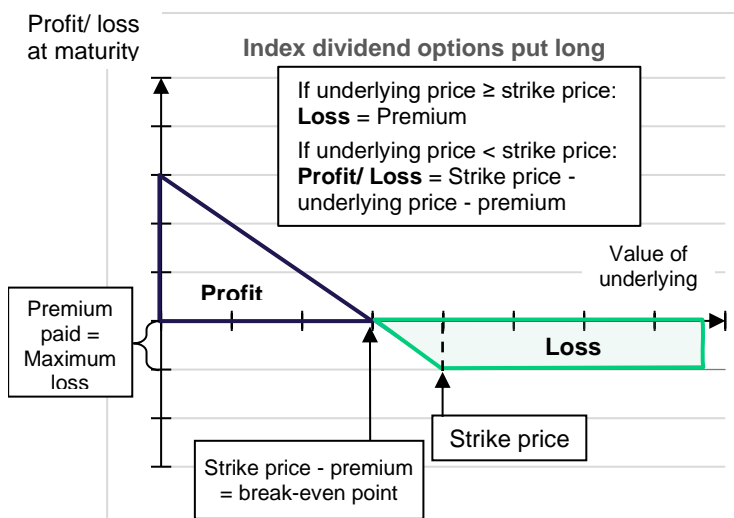 Profit/ loss
at maturity
Index dividend options put long
If underlying price ≥ strike price:
Loss = Premium
If underlying price < strike price:
Profit/ Loss = Strike price -
underlying price - premium
Value of
underlying
Profit
Premium
paid =
Maximum
loss
Loss
Strike price
Strike price - premium
= break-even point